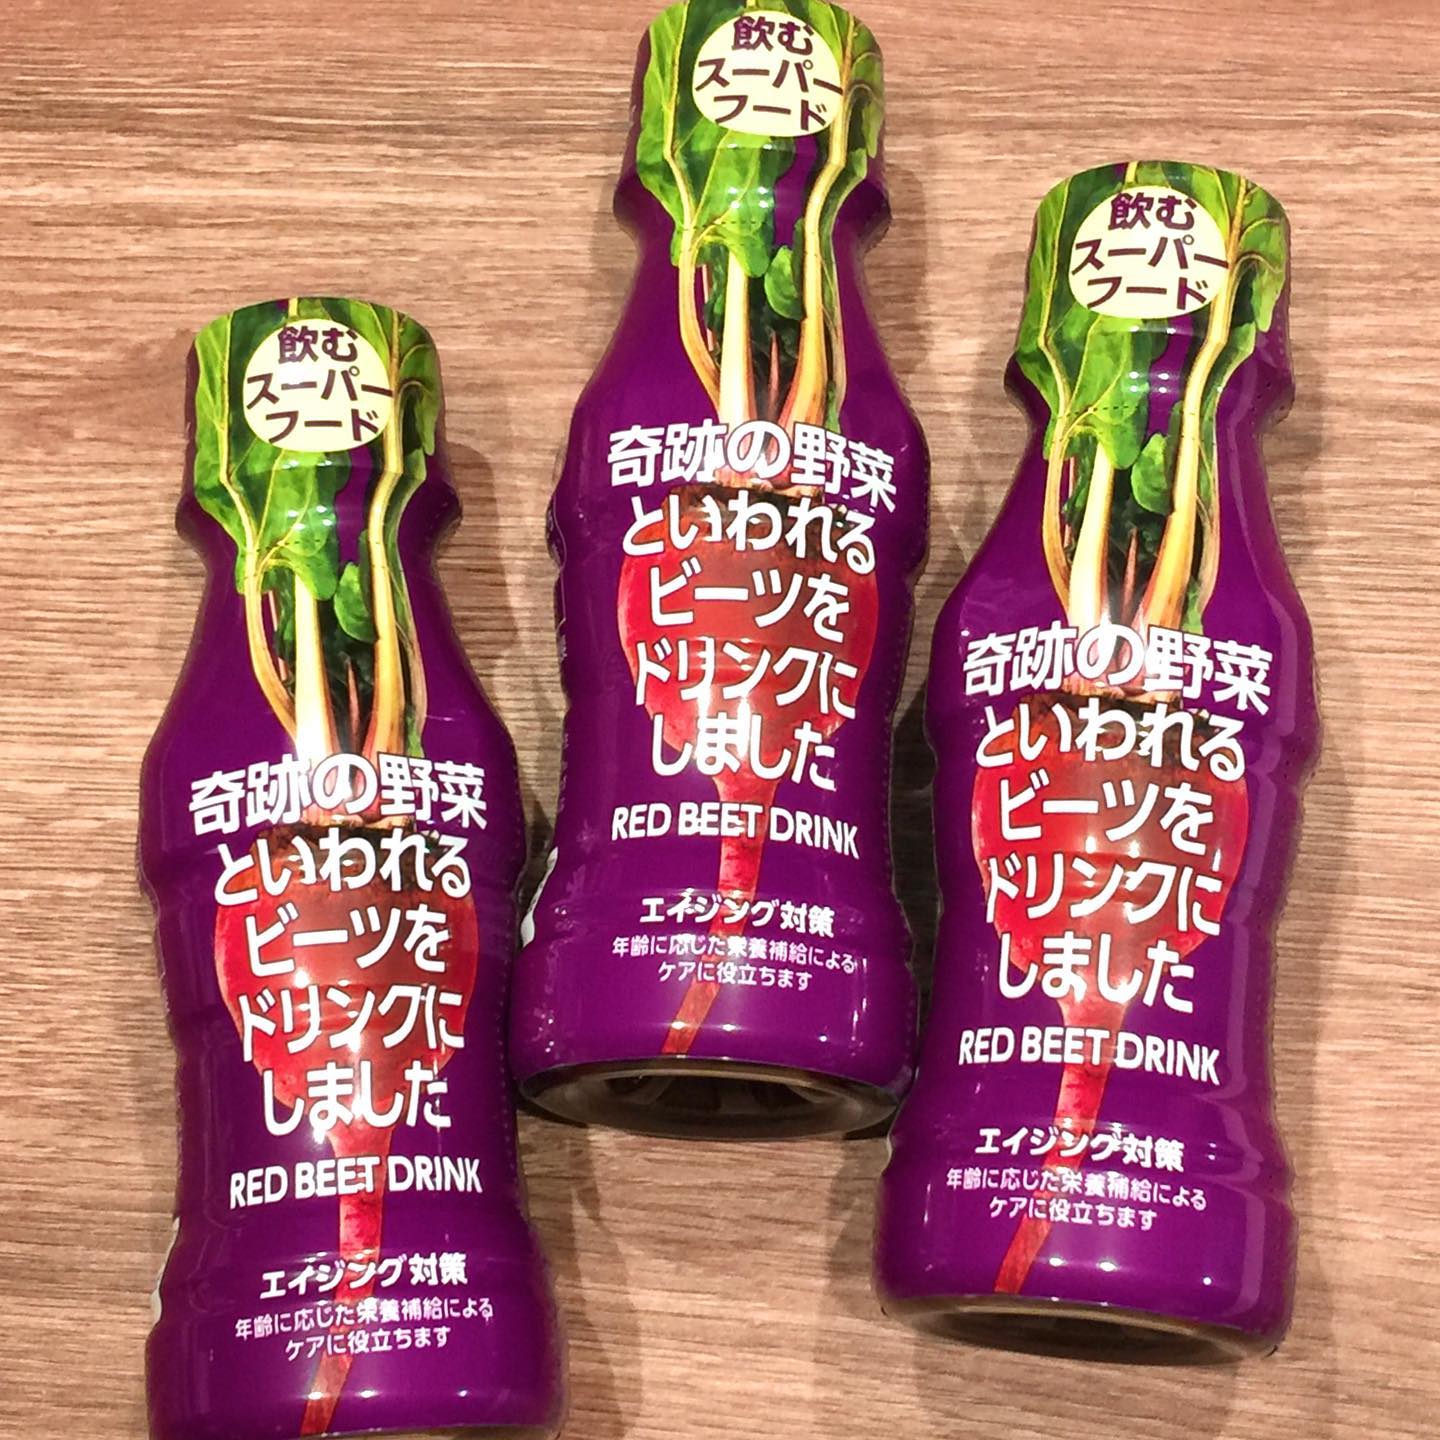 飲む
スーパー
フード
奇跡の野菜
といわれる
ビーツを
ドリンクに
しました
RED BEET DRINK
エイジング対策
年齢に応じた栄養補給による
ケアに役立ちます
飲む
スーパー
フード
奇跡の野菜
といわれる
ビーツを
ドリンクに
しました
RED BEET DRINK
エイジング対策
年齢に応じた栄養補給による
ケアに役立ちます
飲む
スーパー
フード
奇跡の野菜
といわれる
ビーツを
ドリンクに
しました
RED BEET DRINK
エイジング対策
年齢に応じた栄養補給による
ケアに役立ちます